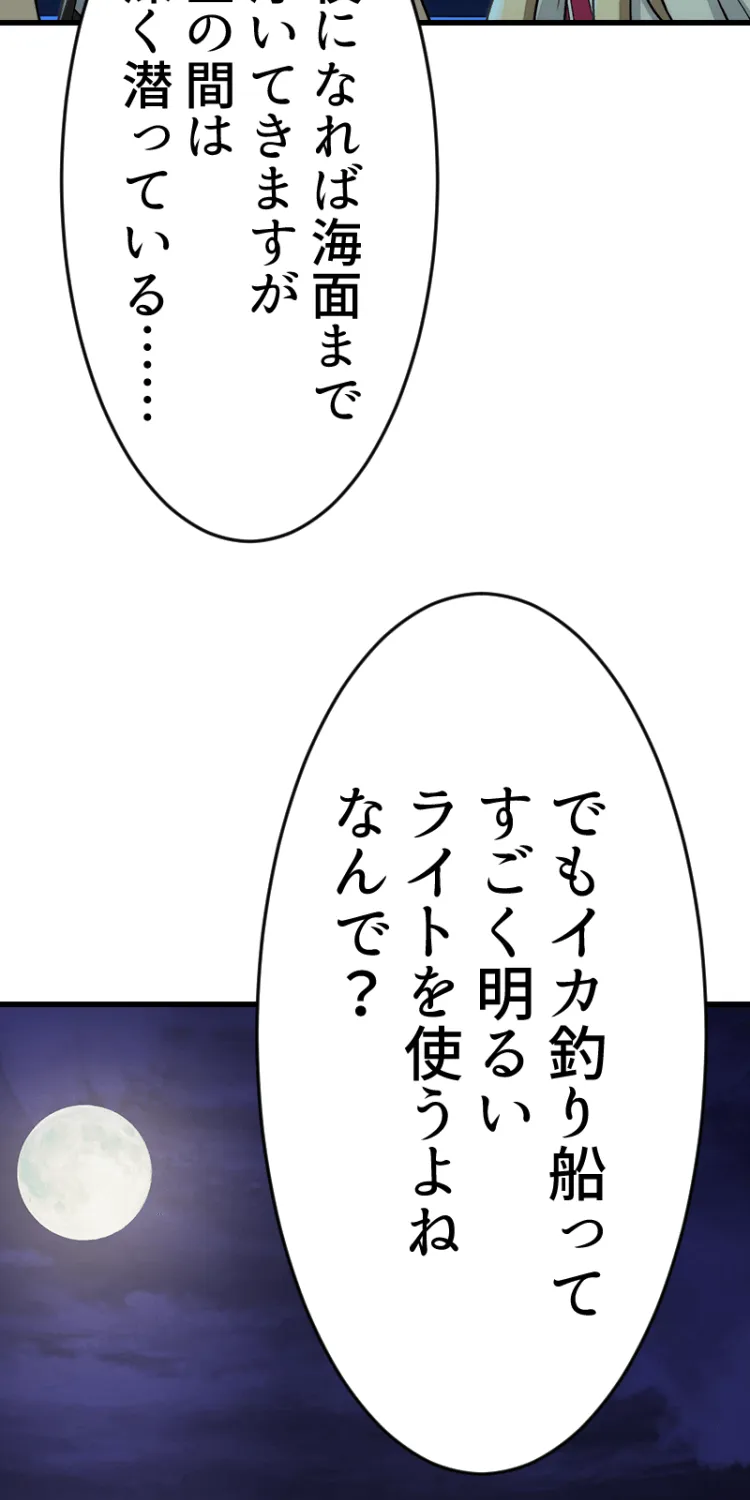 になれば海面まで
いてきますが
の間は
く潜っている……
でもイカ釣り船って
すごく明るい
ライトを使うよね
なんで？